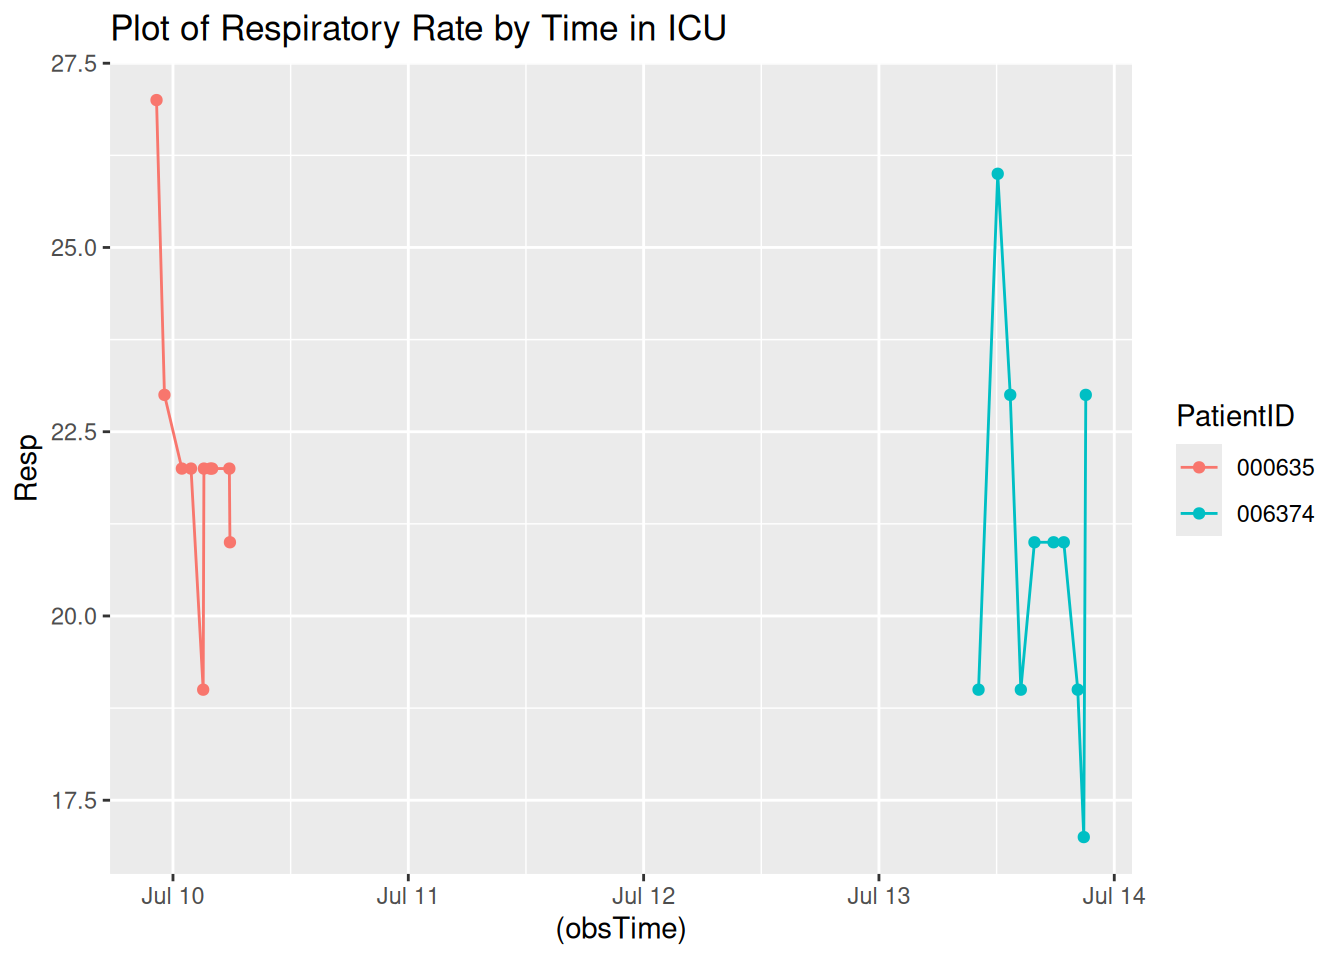 Plot of Respiratory Rate by Time in ICU
27.5
25.0
22.5
20.0
17.5
Resp
Jul 10
Jul 11
Jul 12
Jul 13
Jul 14
(obsTime)
PatientID
000635
006374